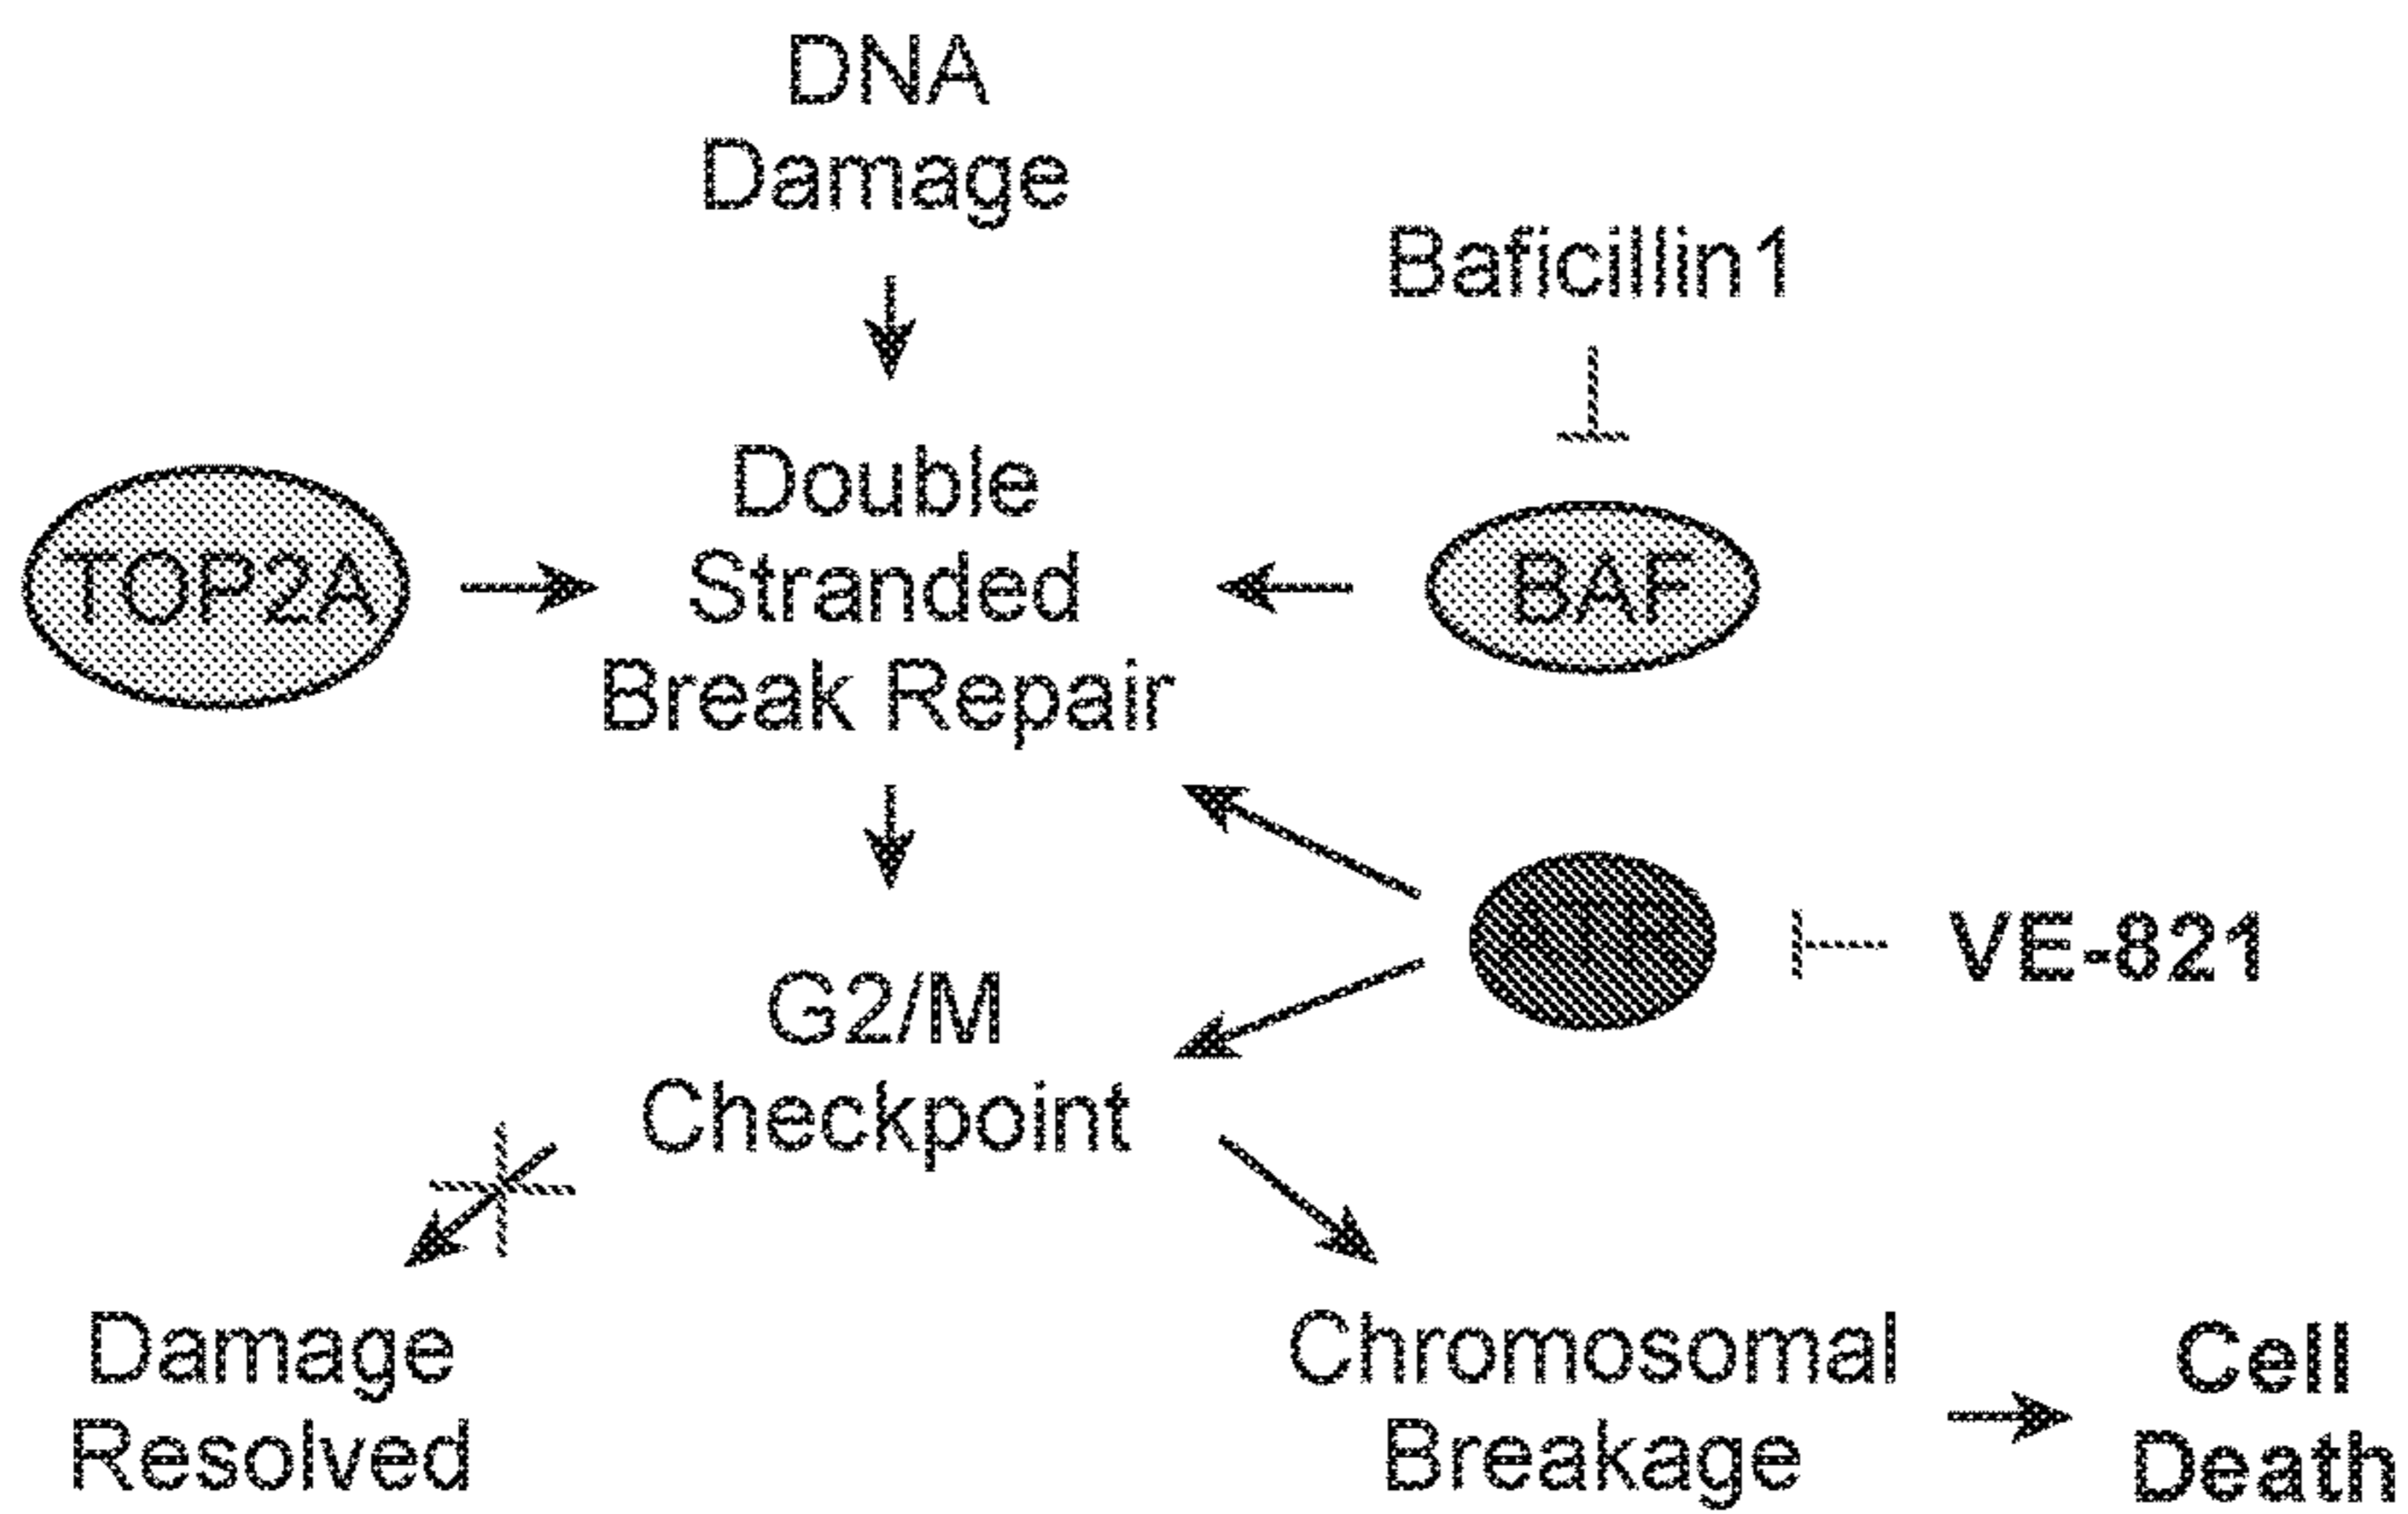 DNA
Damage
Baficillin1
Double
Stranded
Break Repair
TOP2A
BAF
VE-821
G2/M
Checkpoint
Damage
Resolved
Chromosomal
Breakage
Cell
Death